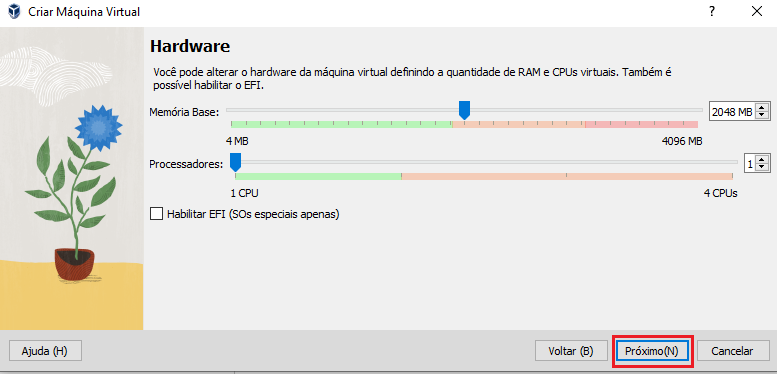 Criar Máquina Virtual
?
Hardware
Você pode alterar o hardware da máquina virtual definindo a quantidade de RAM e CPUs virtuais. Também é
possível habilitar o EFI.
Memória Base: 2048 MB
4 MB 4096 MB
Processadores: 1
1 CPU 4 CPUs
Habilitar EFI (SOs especiais apenas)
Ajuda (H) Voltar (B) Próximo(N) Cancelar